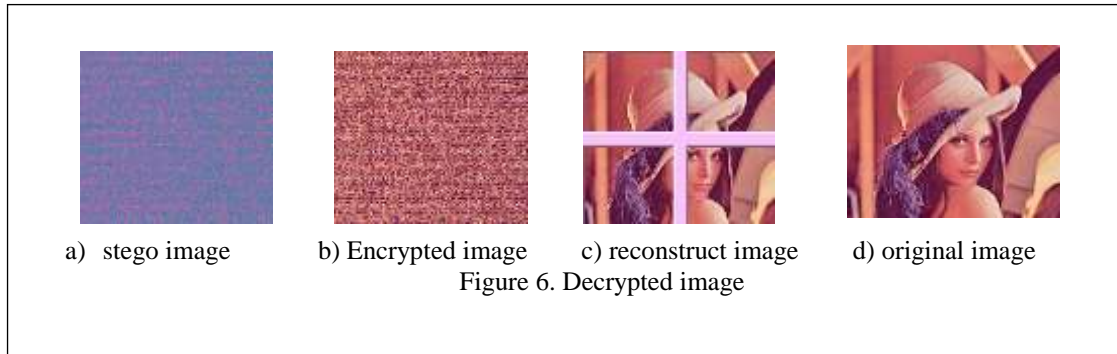 a) stego image b) Encrypted image c) reconstruct image d) original image
Figure 6. Decrypted image